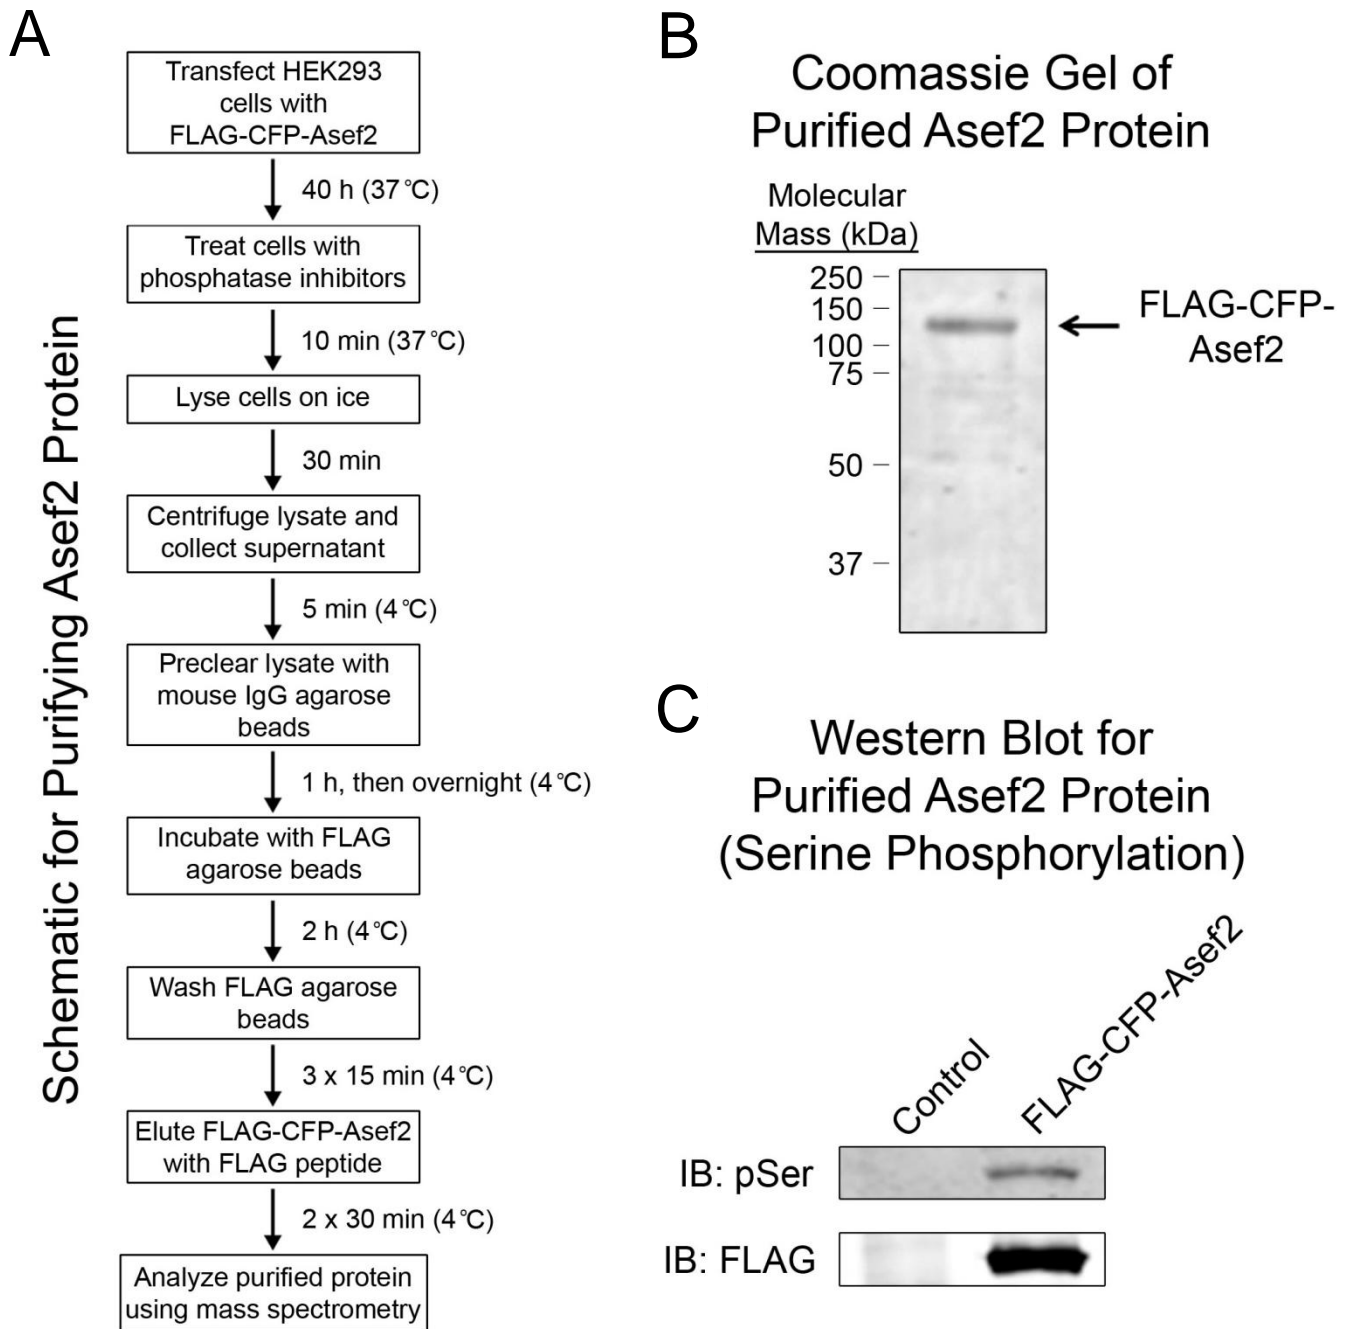 A
Schematic for Purifying Asef2 Protein
Transfect HEK293
cells with
FLAG-CFP-Asef2
40 h (37 °C)
Treat cells with
phosphatase inhibitors
10 min (37 °C)
Lyse cells on ice
30 min
Centrifuge lysate and
collect supernatant
5 min (4 °C)
Preclear lysate with
mouse IgG agarose
beads
1 h, then overnight (4 °C)
Incubate with FLAG
agarose beads
2 h (4 °C)
Wash FLAG agarose
beads
3 x 15 min (4 °C)
Elute FLAG-CFP-Asef2
with FLAG peptide
2 x 30 min (4 °C)
Analyze purified protein
using mass spectrometry
B
Coomassie Gel of
Purified Asef2 Protein
Molecular
Mass (kDa)
250
150
100
75
50
37
FLAG-CFP-
Asef2
C
Western Blot for
Purified Asef2 Protein
(Serine Phosphorylation)
Control
FLAG-CFP-Asef2
IB: pSer
IB: FLAG